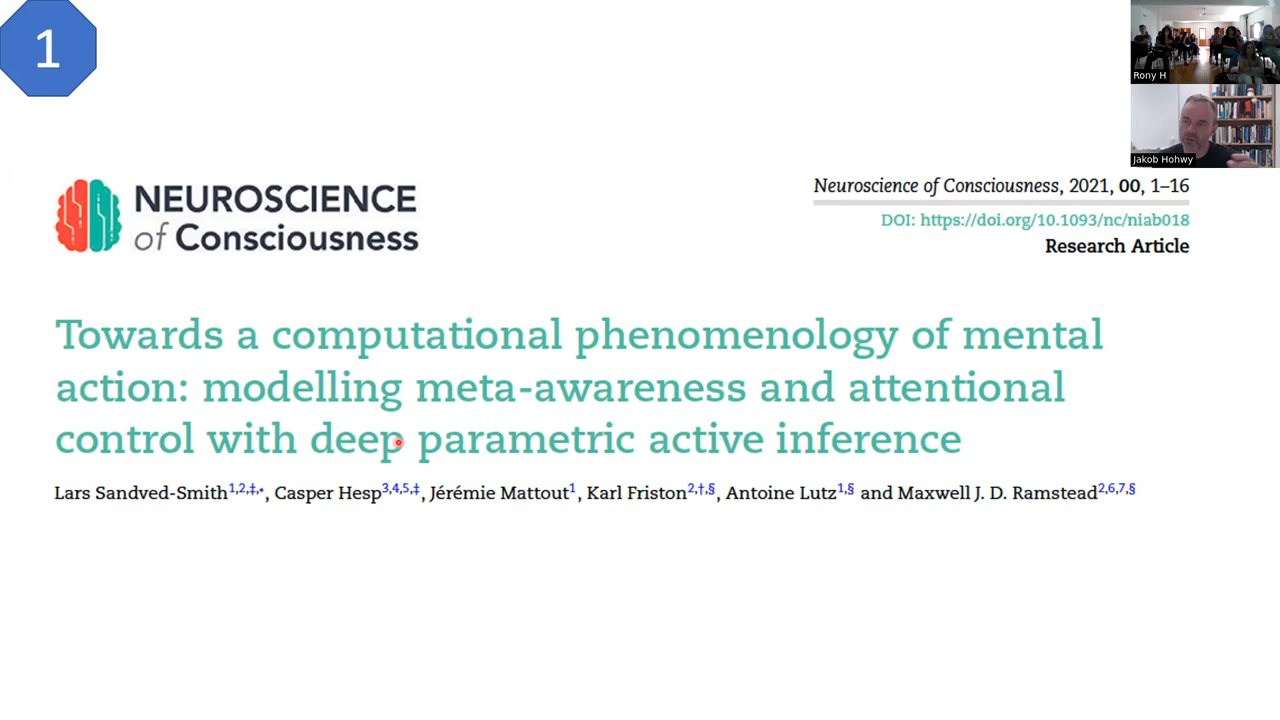 1
Rony H
Jakob Hohwy
NEUROSCIENCE
of Consciousness
Neuroscience of Consciousness, 2021, 00, 1–16
DOI: https://doi.org/10.1093/nc/niab018
Research Article
Towards a computational phenomenology of mental
action: modelling meta-awareness and attentional
control with deep parametric active inference
Lars Sandved-Smith1,2,‡,*, Casper Hesp3,4,5,‡, Jérémie Mattout1, Karl Friston2,†,§, Antoine Lutz1,§ and Maxwell J. D. Ramstead2,6,7,§